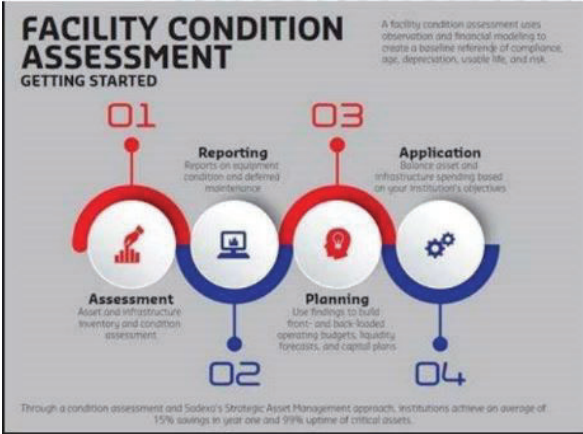 FACILITY CONDITION
ASSESSMENT
GETTING STARTED
A facility condition assessment uses
observation and financial modeling to
create a baseline reference of compliance,
age, depreciation, usable life, and risk.
01
03
Reporting
Reports on equipment
condition and deferred
maintenance
Application
Balance asset and
infrastructure spending based
on your institution's objectives
Assessment
Asset and infrastructure
inventory and condition
assessment
Planning
Use findings to build
front- and back-loaded
operating budgets, liquidity
forecasts, and capital plans
02
04
Through a condition assessment and Sodexo's Strategic Asset Management approach, institutions achieve an average of
15% savings in year one and 99% uptime of critical assets.